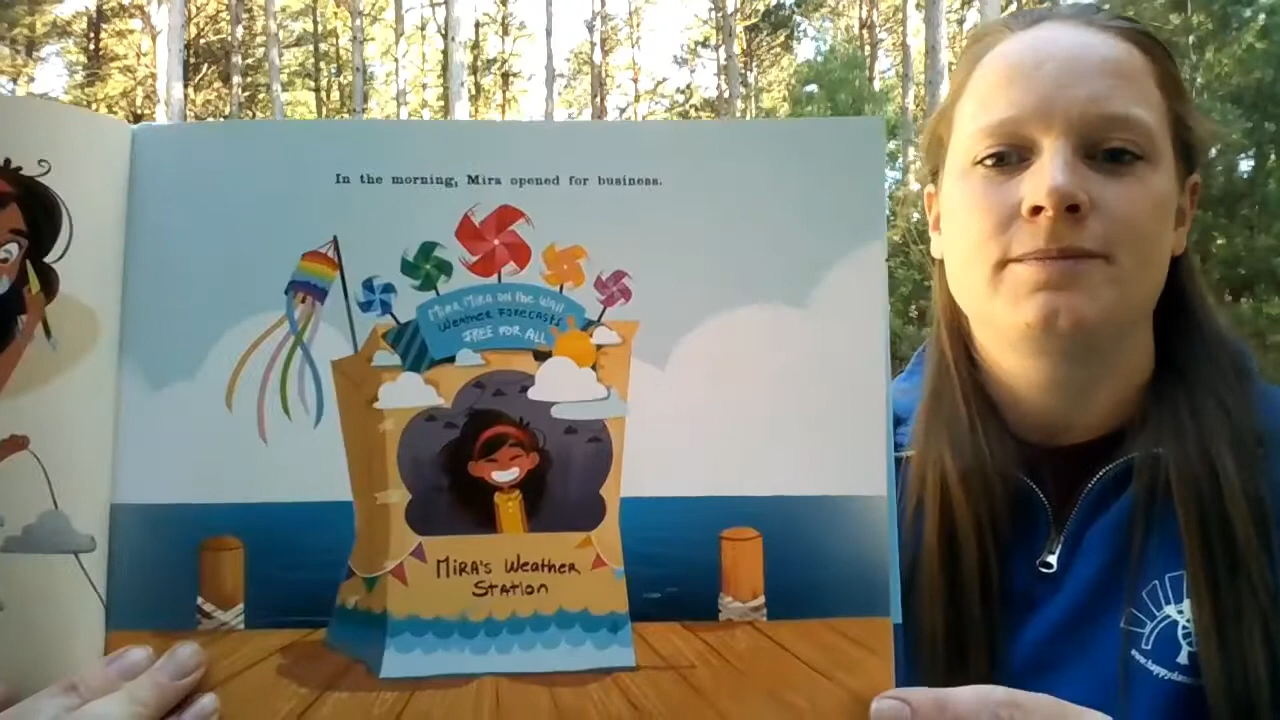 In the morning, Mira opened for business.
Mira Mira on the Wall
Weather Forecasts
FREE FOR ALL
MiRA's Weather
Station